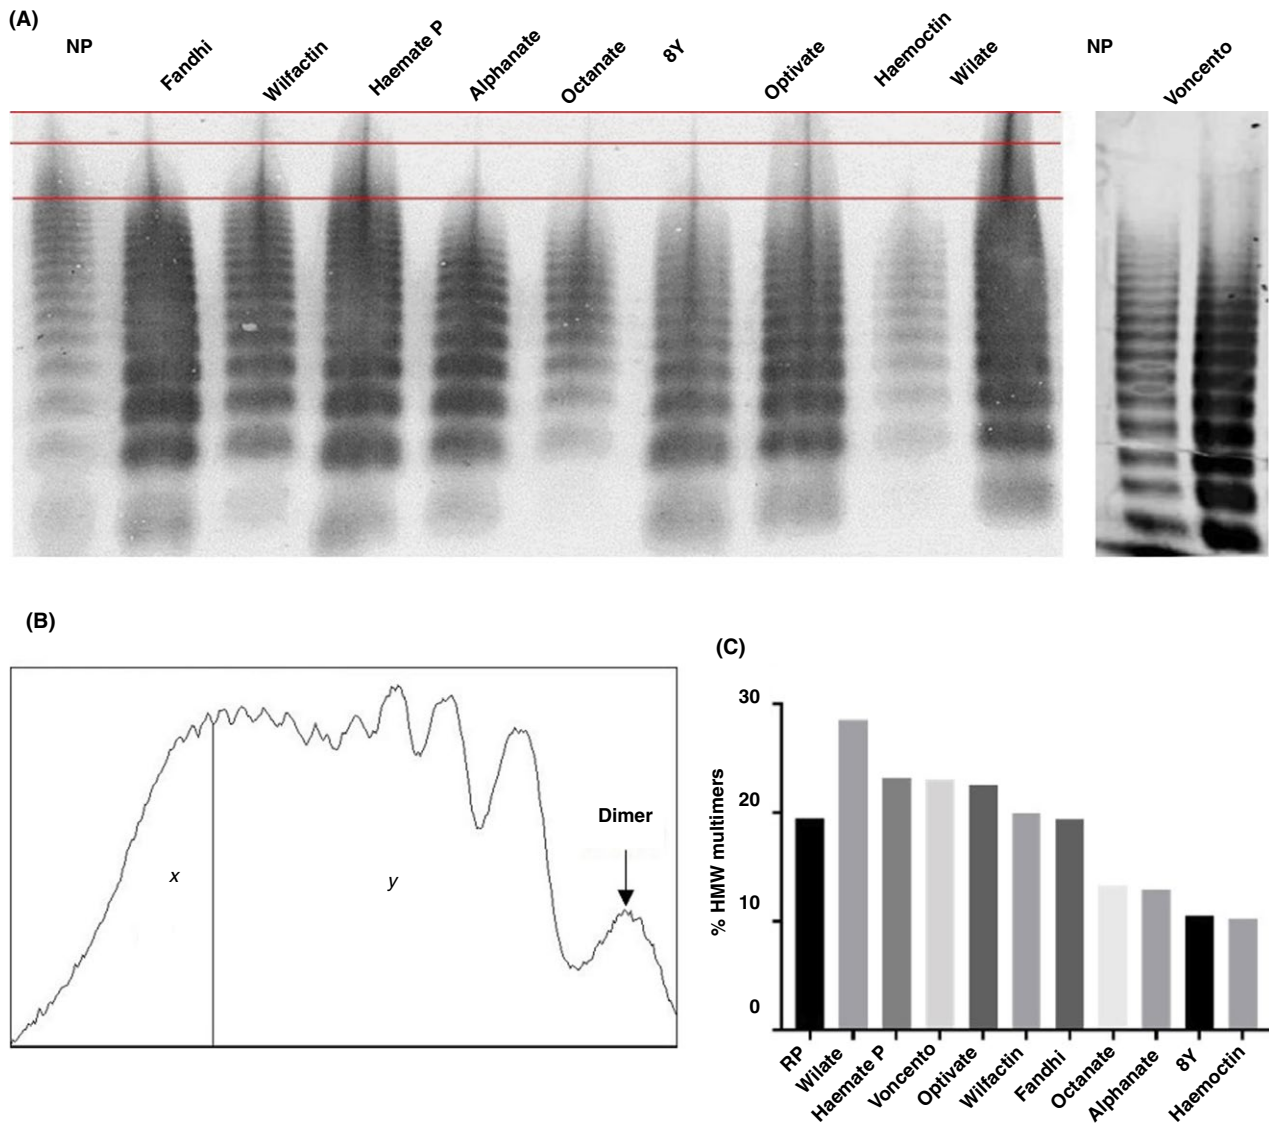 (A)
NP
Fandhi
Wilfactin
Haemate P
Alphanate
Octanate
8Y
Optivate
Haemoctin
Wilate
NP
Voncento
(B)
x
y
Dimer
(C)
% HMW multimers
30
20
10
0
RP
Wilate
Haemate P
Voncento
Optivate
Wilfactin
Fandhi
Octanate
Alphanate
8Y
Haemoctin